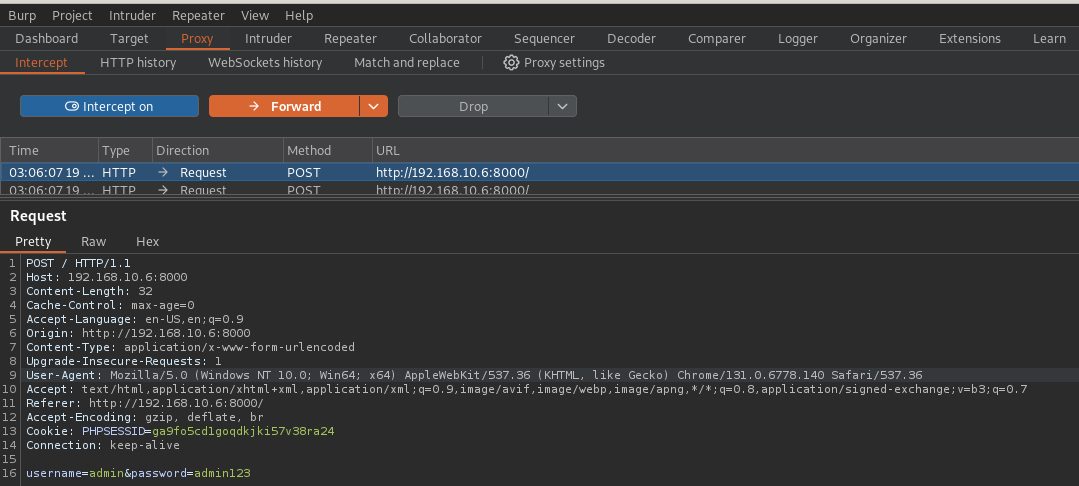 Burp Project Intruder Repeater View Help
Dashboard Target Proxy Intruder Repeater Collaborator Sequencer Decoder Comparer Logger Organizer Extensions Learn
Intercept HTTP history WebSockets history Match and replace Proxy settings
Intercept on Forward Drop
Time Type Direction Method URL
03:06:07 19 ... HTTP → Request POST http://192.168.10.6:8000/
03:06:07 19 ... HTTP → Request POST http://192.168.10.6:8000/
Request
Pretty Raw Hex
1 POST / HTTP/1.1
2 Host: 192.168.10.6:8000
3 Content-Length: 32
4 Cache-Control: max-age=0
5 Accept-Language: en-US,en;q=0.9
6 Origin: http://192.168.10.6:8000
7 Content-Type: application/x-www-form-urlencoded
8 Upgrade-Insecure-Requests: 1
9 User-Agent: Mozilla/5.0 (Windows NT 10.0; Win64; x64) AppleWebKit/537.36 (KHTML, like Gecko) Chrome/131.0.6778.140 Safari/537.36
10 Accept: text/html,application/xhtml+xml,application/xml;q=0.9,image/avif,image/webp,image/apng,*/*;q=0.8,application/signed-exchange;v=b3;q=0.7
11 Referer: http://192.168.10.6:8000/
12 Accept-Encoding: gzip, deflate, br
13 Cookie: PHPSESSID=ga9fo5cd1goqdkjki57v38ra24
14 Connection: keep-alive
15
16 username=admin&password=admin123